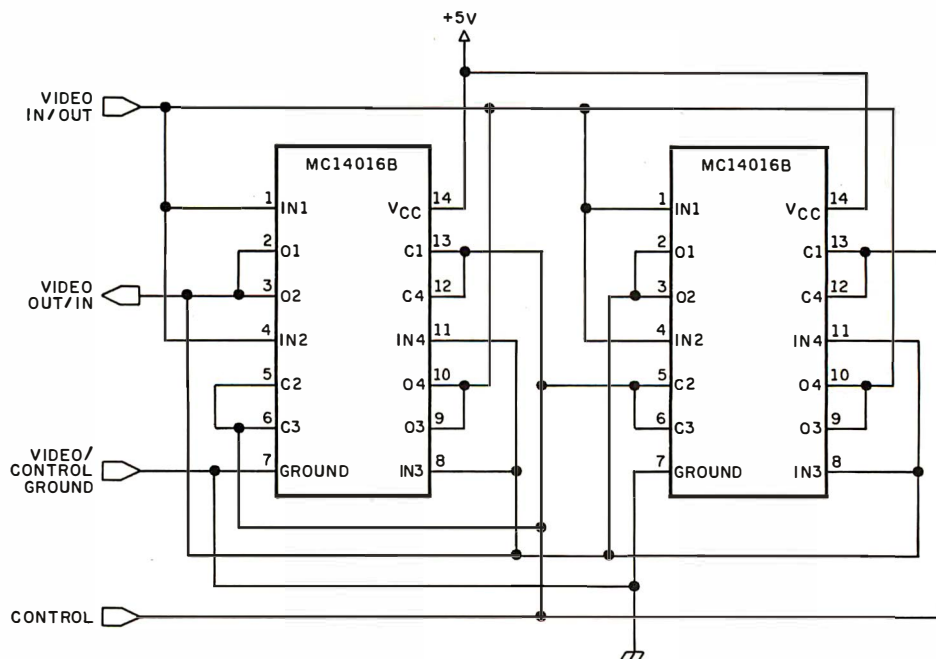 +5V
VIDEO
IN/OUT
VIDEO
OUT/IN
VIDEO/
CONTROL
GROUND
CONTROL
MC14016B
1 IN1
2 O1
3 O2
4 IN2
5 C2
6 C3
7 GROUND
VCC 14
C1 13
C4 12
IN4 11
O4 10
O3 9
IN3 8
MC14016B
1 IN1
2 O1
3 O2
4 IN2
5 C2
6 C3
7 GROUND
VCC 14
C1 13
C4 12
IN4 11
O4 10
O3 9
IN3 8